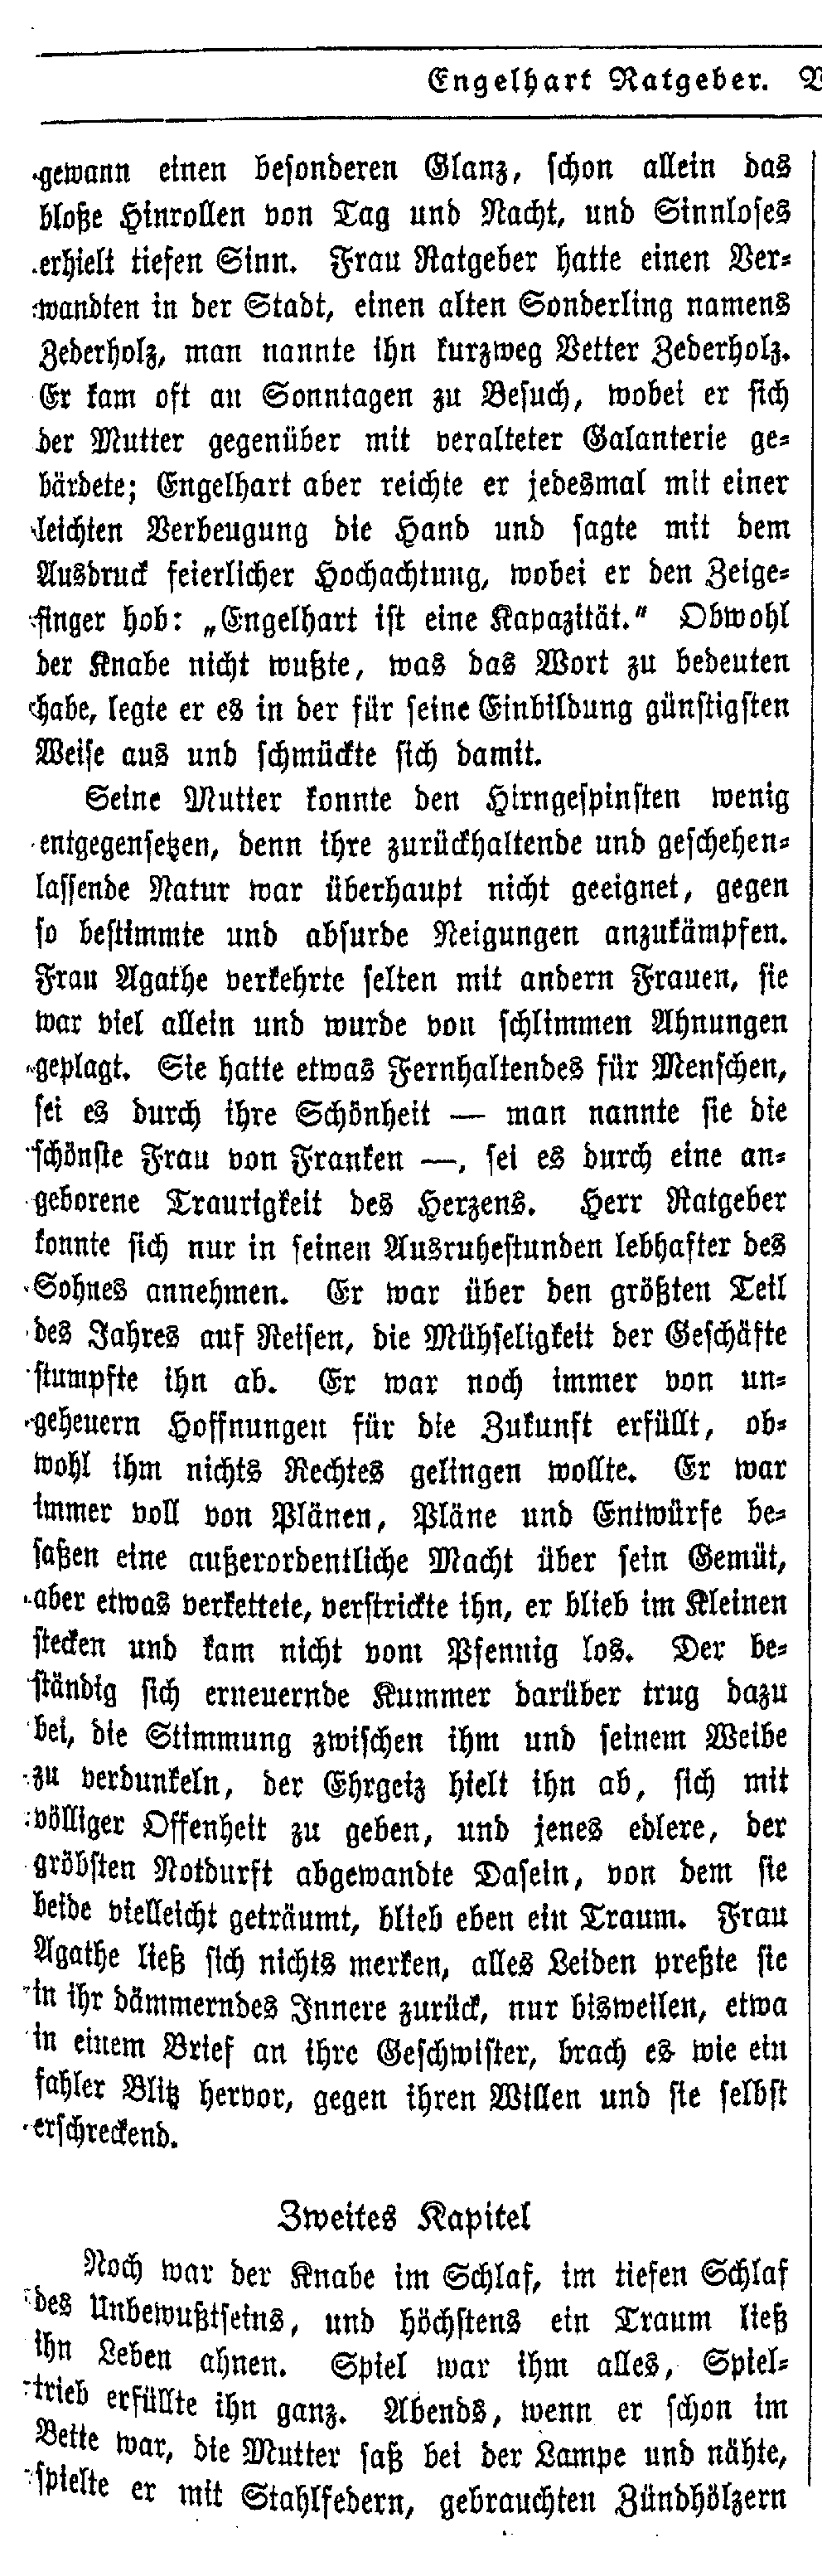 Engelhart Ratgeber.
gewann einen besonderen Glanz, schon allein das
bloße Hinrollen von Tag und Nacht, und Sinnloses
erhielt tiefen Sinn. Frau Ratgeber hatte einen Ver-
wandten in der Stadt, einen alten Sonderling namens
Zederholz, man nannte ihn kurzweg Vetter Zederholz.
Er kam oft an Sonntagen zu Besuch, wobei er sich
der Mutter gegenüber mit veralteter Galanterie ge-
bärdete; Engelhart aber reichte er jedesmal mit einer
leichten Verbeugung die Hand und sagte mit dem
Ausdruck feierlicher Hochachtung, wobei er den Zeige-
finger hob: „Engelhart ist eine Kapazität.“ Obwohl
der Knabe nicht wußte, was das Wort zu bedeuten
habe, legte er es in der für seine Einbildung günstigsten
Weise aus und schmückte sich damit.
Seine Mutter konnte den Hirngespinsten wenig
entgegensetzen, denn ihre zurückhaltende und geschehen-
lassende Natur war überhaupt nicht geeignet, gegen
so bestimmte und absurde Neigungen anzukämpfen.
Frau Agathe verkehrte selten mit andern Frauen, sie
war viel allein und wurde von schlimmen Ahnungen
geplagt. Sie hatte etwas Fernhaltendes für Menschen,
sei es durch ihre Schönheit — man nannte sie die
schönste Frau von Franken —, sei es durch eine an-
geborene Traurigkeit des Herzens. Herr Ratgeber
konnte sich nur in seinen Ausruhestunden lebhafter des
Sohnes annehmen. Er war über den größten Teil
des Jahres auf Reisen, die Mühseligkeit der Geschäfte
stumpfte ihn ab. Er war noch immer von un-
geheuern Hoffnungen für die Zukunft erfüllt, ob-
wohl ihm nichts Rechtes gelingen wollte. Er war
immer voll von Plänen, Pläne und Entwürfe be-
saßen eine außerordentliche Macht über sein Gemüt,
aber etwas verkettete, verstrickte ihn, er blieb im Kleinen
stecken und kam nicht vom Pfennig los. Der be-
ständig sich erneuernde Kummer darüber trug dazu
bei, die Stimmung zwischen ihm und seinem Weibe
zu verdunkeln, der Ehrgeiz hielt ihn ab, sich mit
völliger Offenheit zu geben, und jenes edlere, der
gröbsten Notdurft abgewandte Dasein, von dem sie
beide vielleicht geträumt, blieb eben ein Traum. Frau
Agathe ließ sich nichts merken, alles Leiden preßte sie
in ihr dämmerndes Innere zurück, nur bisweilen, etwa
in einem Brief an ihre Geschwister, brach es wie ein
fahler Blitz hervor, gegen ihren Willen und sie selbst
erschreckend.
Zweites Kapitel
Noch war der Knabe im Schlaf, im tiefen Schlaf
des Unbewußtseins, und höchstens ein Traum ließ
ihn Leben ahnen. Spiel war ihm alles, Spiel-
trieb erfüllte ihn ganz. Abends, wenn er schon im
Bette war, die Mutter saß bei der Lampe und nähte,
spielte er mit Stahlfedern, gebrauchten Zündhölzern